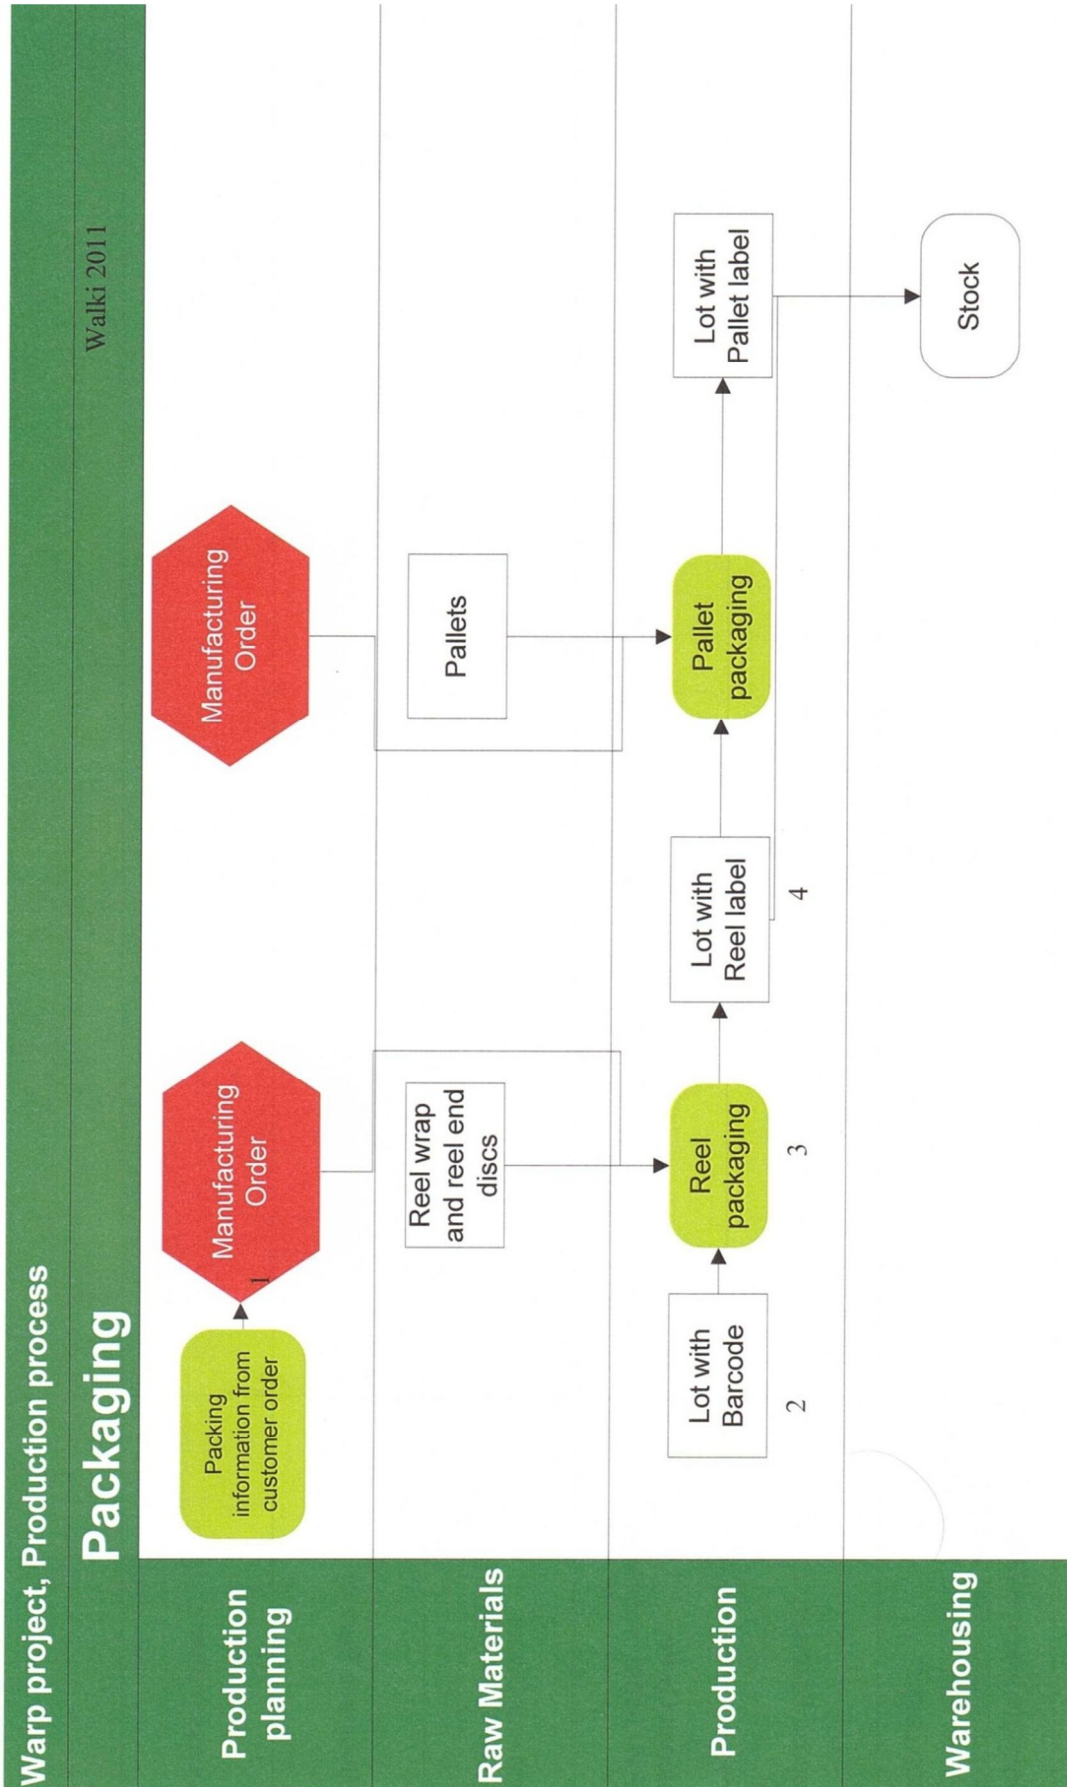 Warp project, Production process
Packaging
Walki 2011
Production
planning
Packing
information from
customer order
Manufacturing
Order
1
Manufacturing
Order
Raw Materials
Reel wrap
and reel end
discs
Pallets
Production
Lot with
Barcode
2
Reel
packaging
3
Lot with
Reel label
4
Pallet
packaging
Lot with
Pallet label
Warehousing
Stock